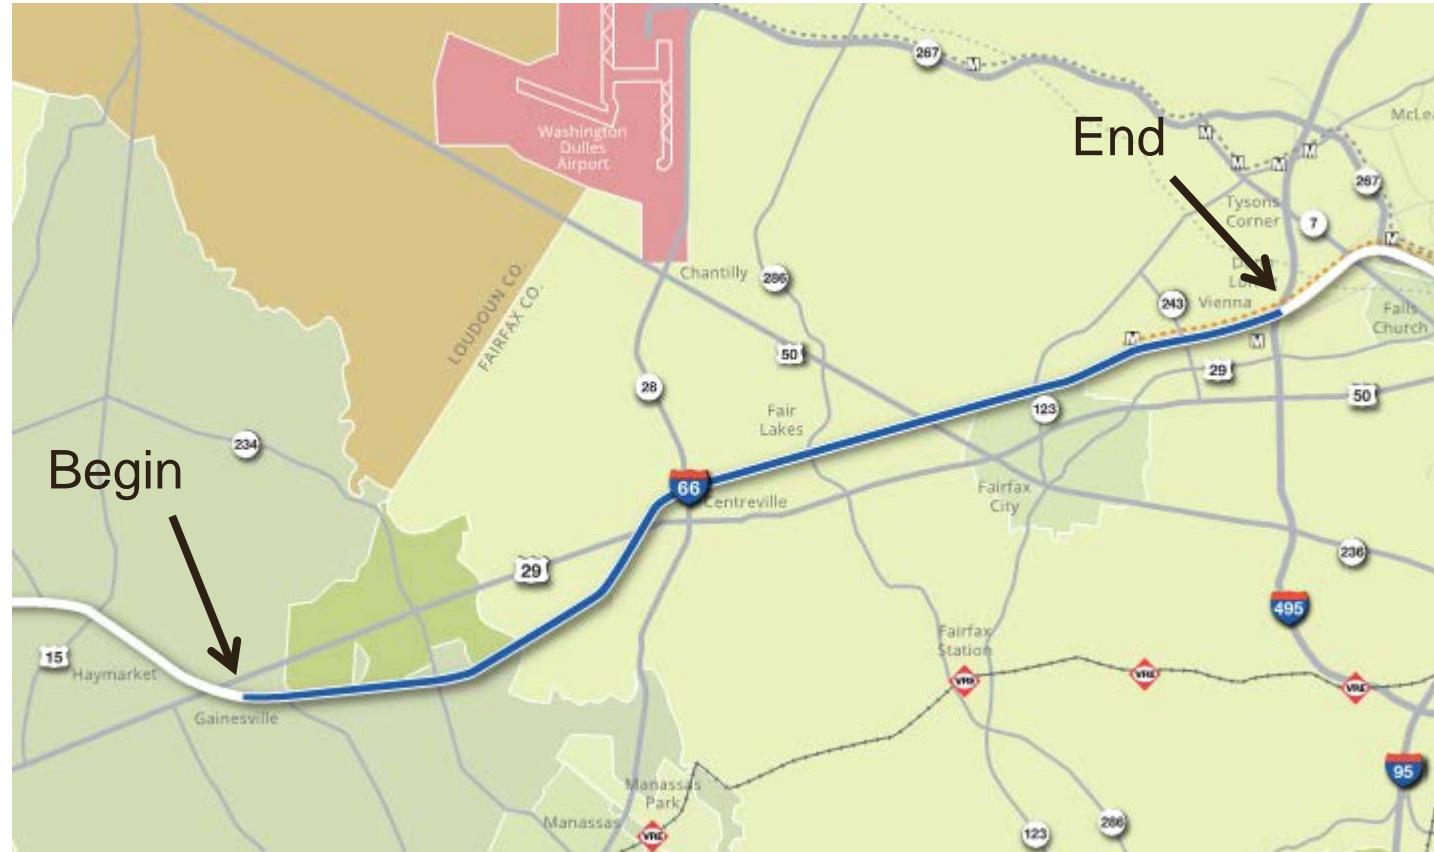 267
M
McLea
End
Washington
Dulles
Airport
M
M
M
M
267
Tysons
Corner
7
M
Chantilly
286
LOUDOUN CO.
FAIRFAX CO.
243
Vienna
Falls
Church
M
M
50
29
28
50
Fair
Lakes
123
234
Begin
66
Centreville
Fairfax
City
236
29
495
Fairfax
Station
15
Haymarket
VRE
VRE
VRE
Gainesville
95
Manassas
Park
Manassas
VRE
123
286